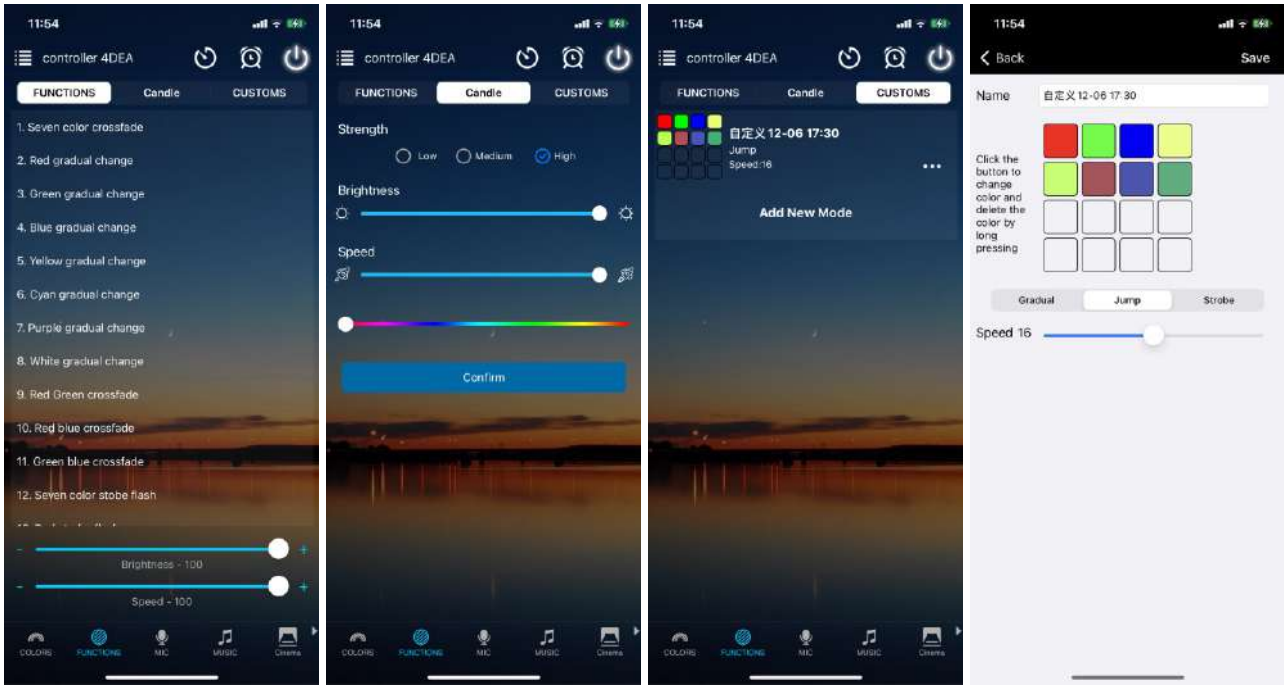 11:54
controller 4DEA
FUNCTIONS Candle CUSTOMS
1. Seven color crossfade
2. Red gradual change
3. Green gradual change
4. Blue gradual change
5. Yellow gradual change
6. Cyan gradual change
7. Purple gradual change
8. White gradual change
9. Red Green crossfade
10. Red blue crossfade
11. Green blue crossfade
12. Seven color stobe flash
- +
Brightness - 100
- +
Speed - 100
COLORS FUNCTIONS MIC MUSIC Cinema
11:54
controller 4DEA
FUNCTIONS Candle CUSTOMS
Strength
Low Medium High
Brightness
Speed
Confirm
COLORS FUNCTIONS MIC MUSIC Cinema
11:54
controller 4DEA
FUNCTIONS Candle CUSTOMS
自定义12-06 17:30
Jump
Speed:16
Add New Mode
COLORS FUNCTIONS MIC MUSIC Cinema
11:54
Back Save
Name 自定义12-06 17:30
Click the
button to
change
color and
delete the
color by
long
pressing
Gradual Jump Strobe
Speed 16